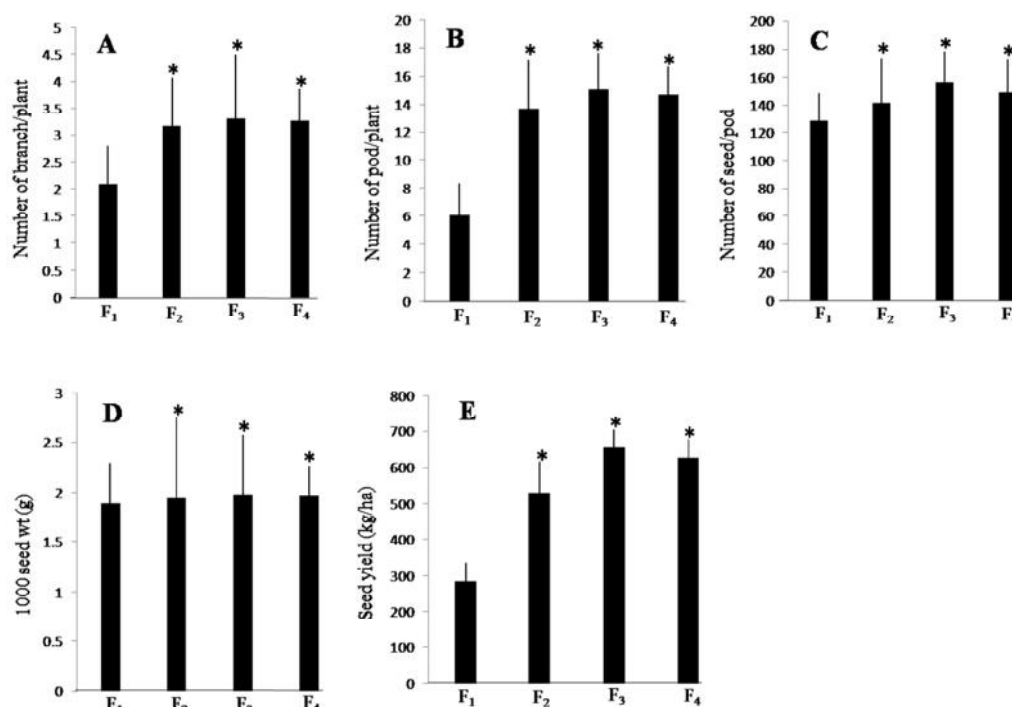 A
Number of branch/plant
5
4.5
4
3.5
3
2.5
2
1.5
1
0.5
0
* * *
F₁ F₂ F₃ F₄
B
Number of pod/plant
20
18
16
14
12
10
8
6
4
2
0
* * *
F₁ F₂ F₃ F₄
C
Number of seed/pod
200
180
160
140
120
100
80
60
40
20
0
* * *
F₁ F₂ F₃ F
D
1000 seed wt (g)
3
2.5
2
1.5
1
0.5
0
* * *
F F F F₄
E
Seed yield (kg/ha)
800
700
600
500
400
300
200
100
0
* * *
F₁ F₂ F₃ F₄